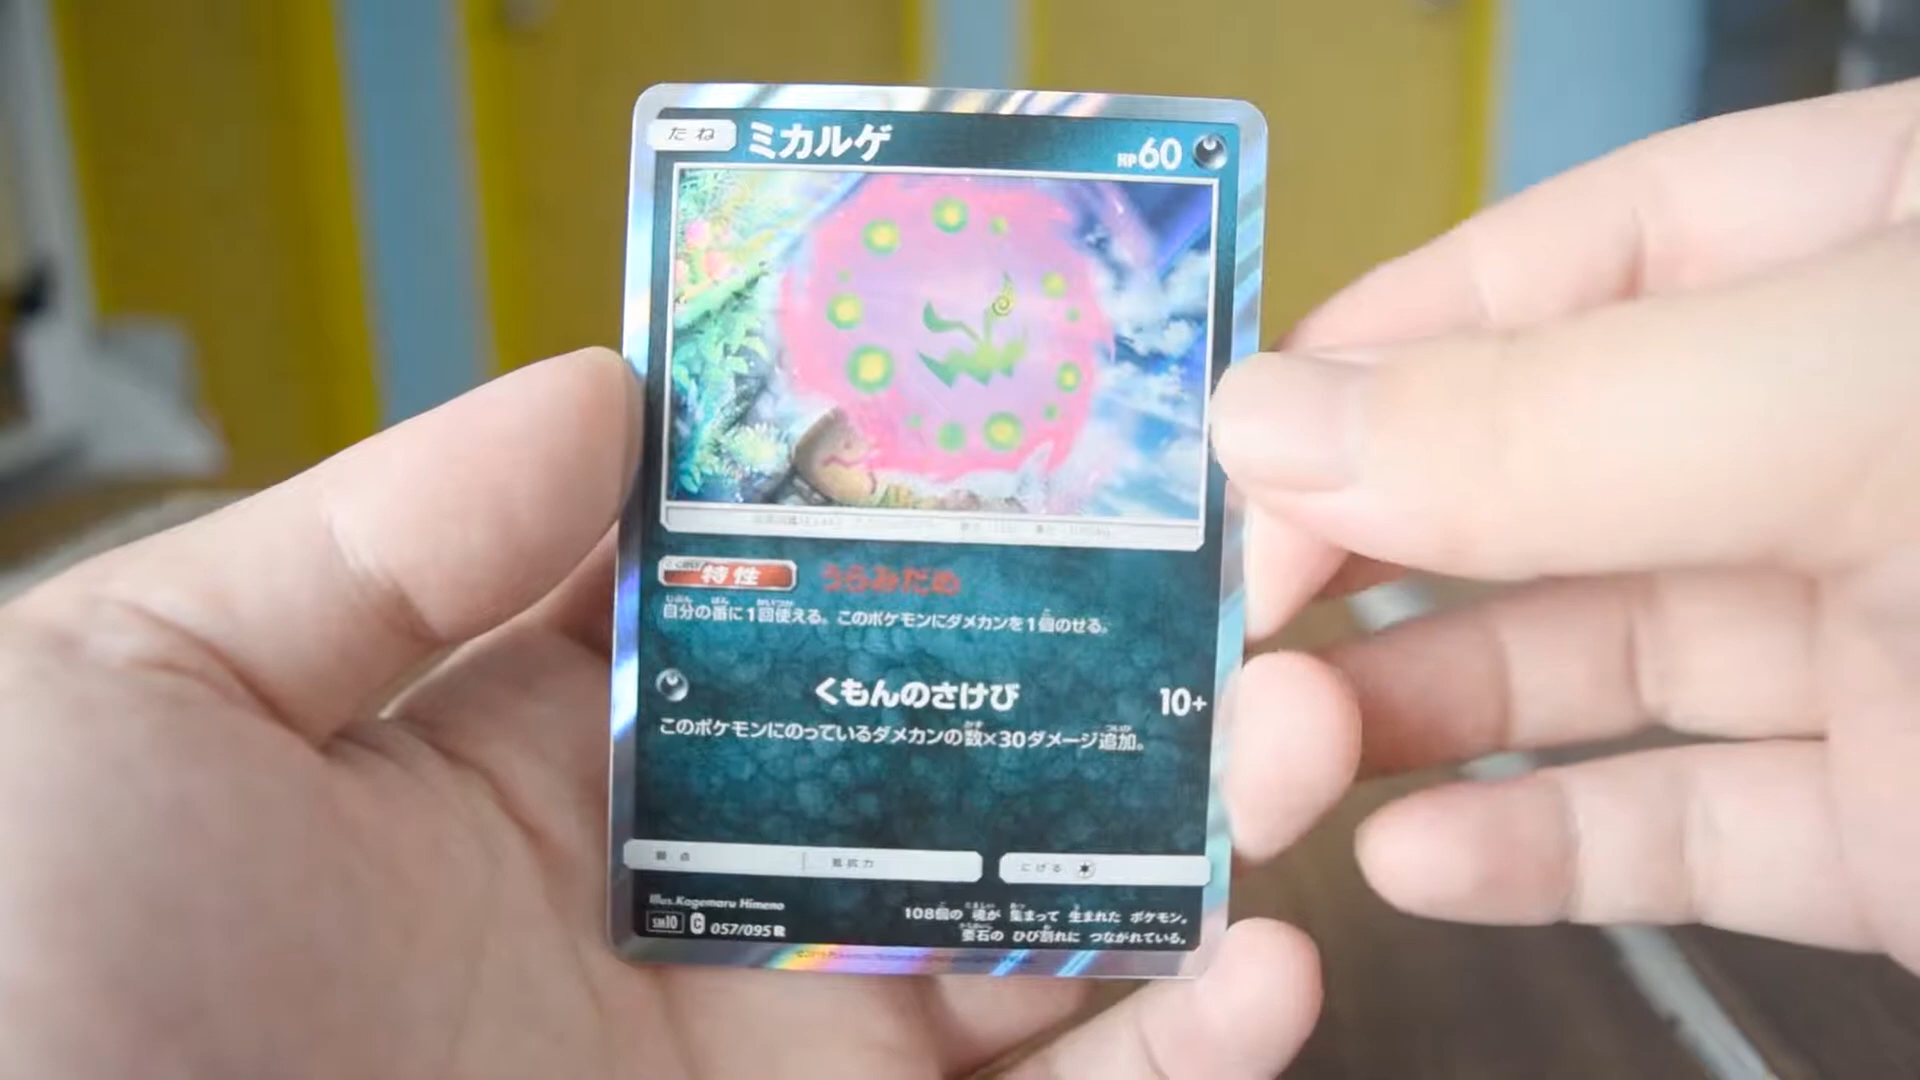 たね ミカルゲ HP60
特性 うらみだめ
自分の番に1回使える。このポケモンにダメカンを1個のせる。
くもんのさけび 10+
このポケモンにのっているダメカンの数×30ダメージ追加。
弱点 抵抗力 にげる
Illus.Kagemaru Himeno
SM10 C 057/095 R
108個の 魂が 集まって 生まれた ポケモン。
要石の ひび割れに つながれている。